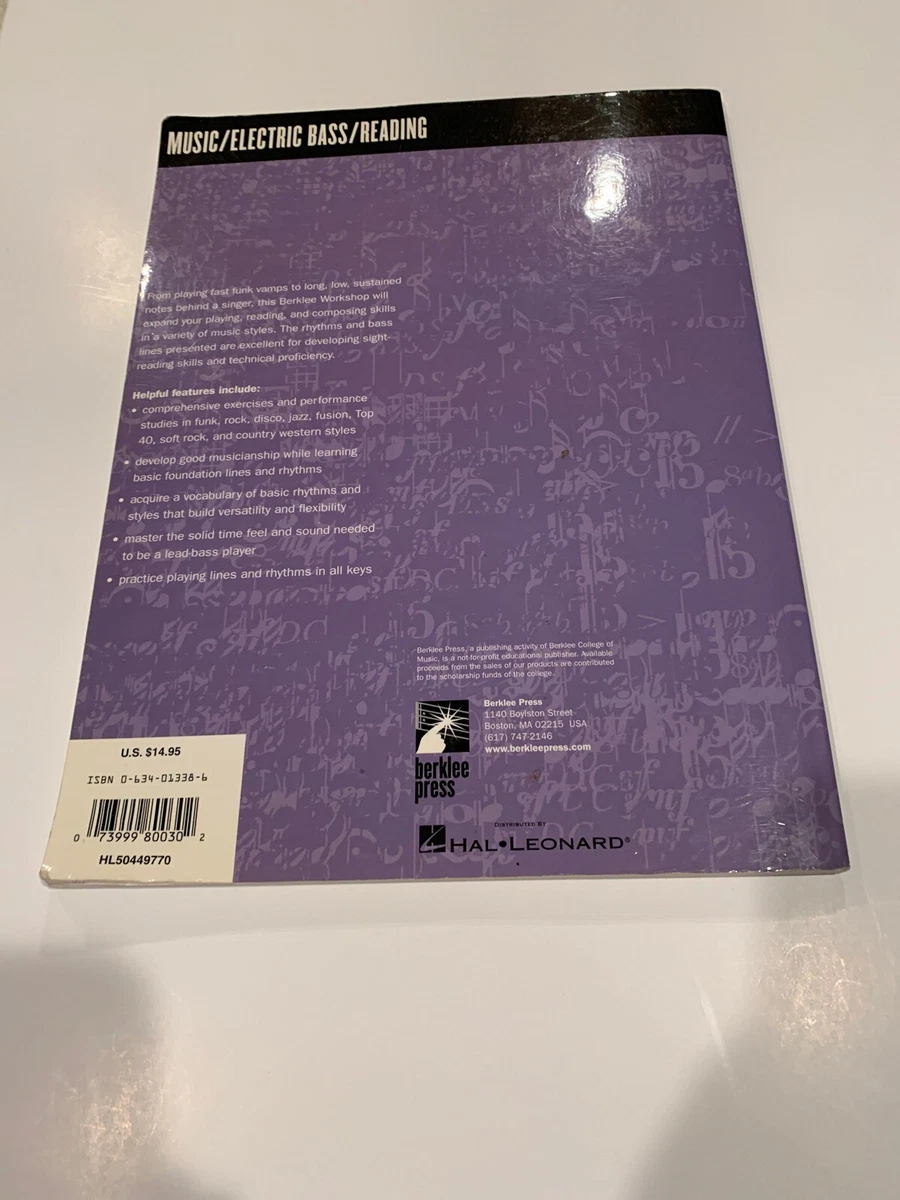 MUSIC/ELECTRIC BASS/READING
From playing fast funk vamps to long, low, sustained
notes behind a singer, this Berklee Workshop will
expand your playing, reading, and composing skills
in a variety of music styles. The rhythms and bass
lines presented are excellent for developing sight-
reading skills and technical proficiency.
Helpful features include:
• comprehensive exercises and performance
studies in funk, rock, disco, jazz, fusion, Top
40, soft rock, and country western styles
• develop good musicianship while learning
basic foundation lines and rhythms
• acquire a vocabulary of basic rhythms and
styles that build versatility and flexibility
• master the solid time feel and sound needed
to be a lead-bass player
• practice playing lines and rhythms in all keys
Berklee Press, a publishing activity of Berklee College of
Music, is a not-for-profit educational publisher. Available
proceeds from the sales of our products are contributed
to the scholarship funds of the college.
Berklee Press
1140 Boylston Street
Boston, MA 02215 USA
(617) 747-2146
www.berkleepress.com
berklee
press
DISTRIBUTED BY
HAL•LEONARD®
U.S. $14.95
ISBN 0-634-01338-6
0 73999 80030 2
HL50449770